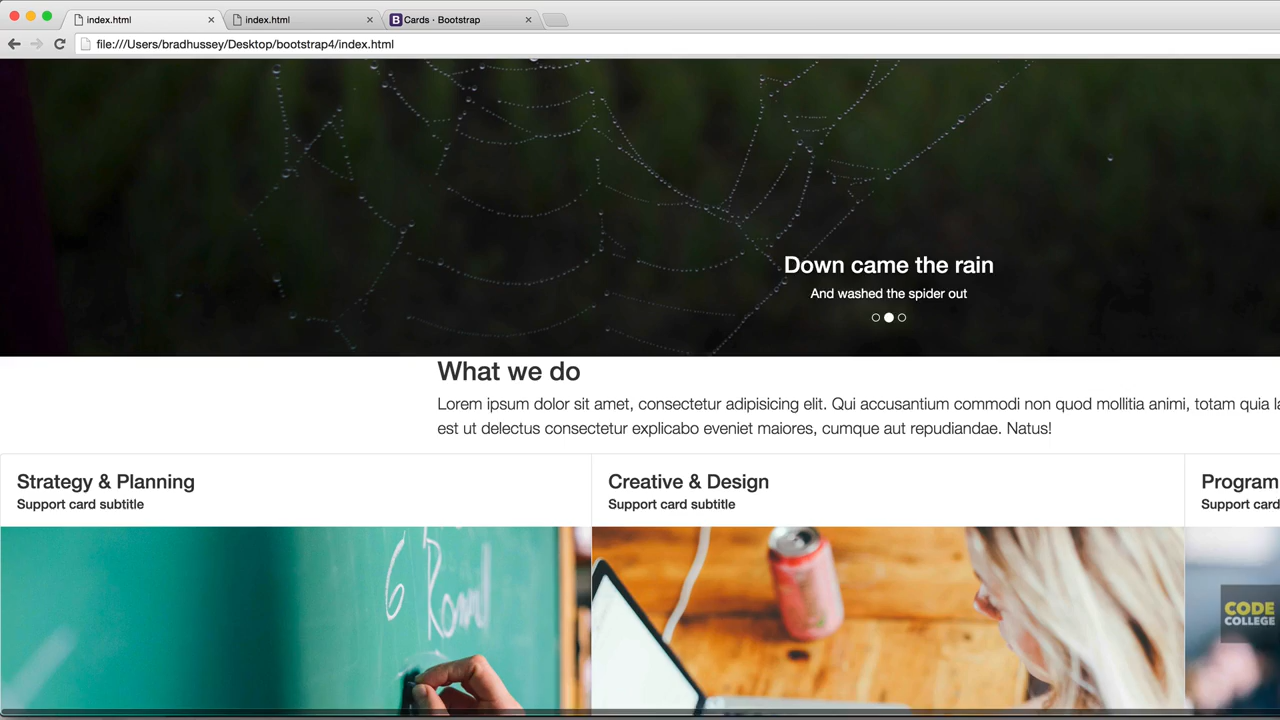 index.html
index.html
B Cards · Bootstrap
file:///Users/bradhussey/Desktop/bootstrap4/index.html
Down came the rain
And washed the spider out
What we do
Lorem ipsum dolor sit amet, consectetur adipisicing elit. Qui accusantium commodi non quod mollitia animi, totam quia
est ut delectus consectetur explicabo eveniet maiores, cumque aut repudiandae. Natus!
Strategy & Planning
Creative & Design
Program
Support card subtitle
Support card subtitle
Support card
6
CODE
COLLEGE